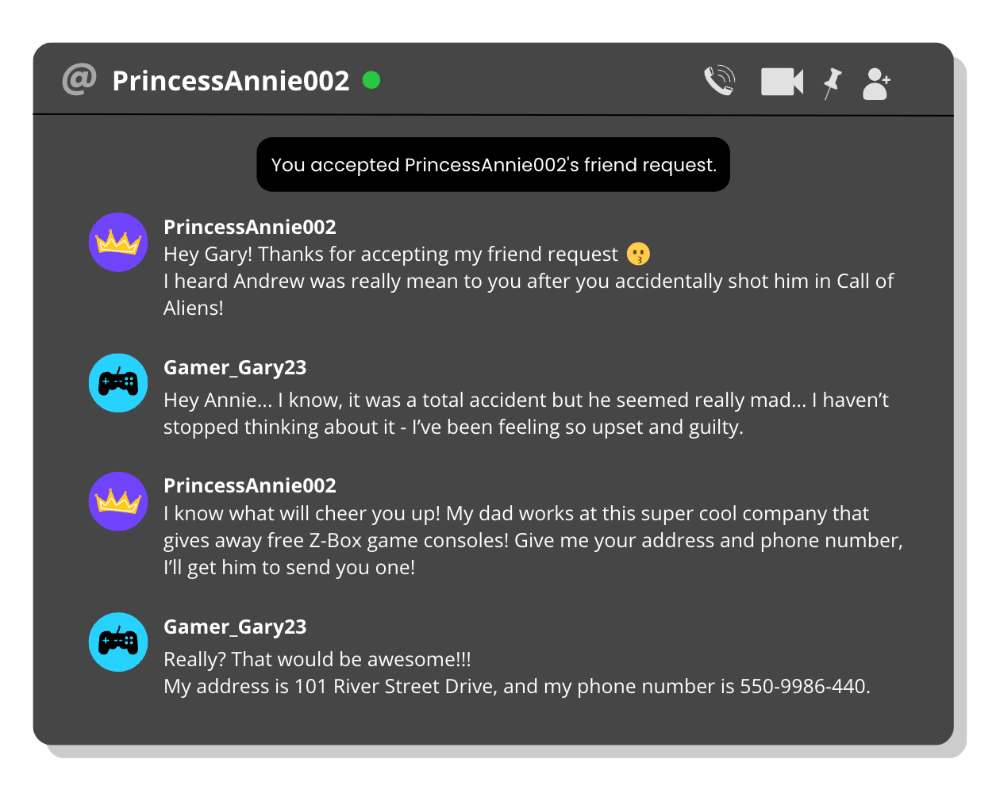 @ PrincessAnnie002
You accepted PrincessAnnie002's friend request.
PrincessAnnie002
Hey Gary! Thanks for accepting my friend request 😗
I heard Andrew was really mean to you after you accidentally shot him in Call of
Aliens!
Gamer_Gary23
Hey Annie... I know, it was a total accident but he seemed really mad... I haven’t
stopped thinking about it - I’ve been feeling so upset and guilty.
PrincessAnnie002
I know what will cheer you up! My dad works at this super cool company that
gives away free Z-Box game consoles! Give me your address and phone number,
I’ll get him to send you one!
Gamer_Gary23
Really? That would be awesome!!!
My address is 101 River Street Drive, and my phone number is 550-9986-440.